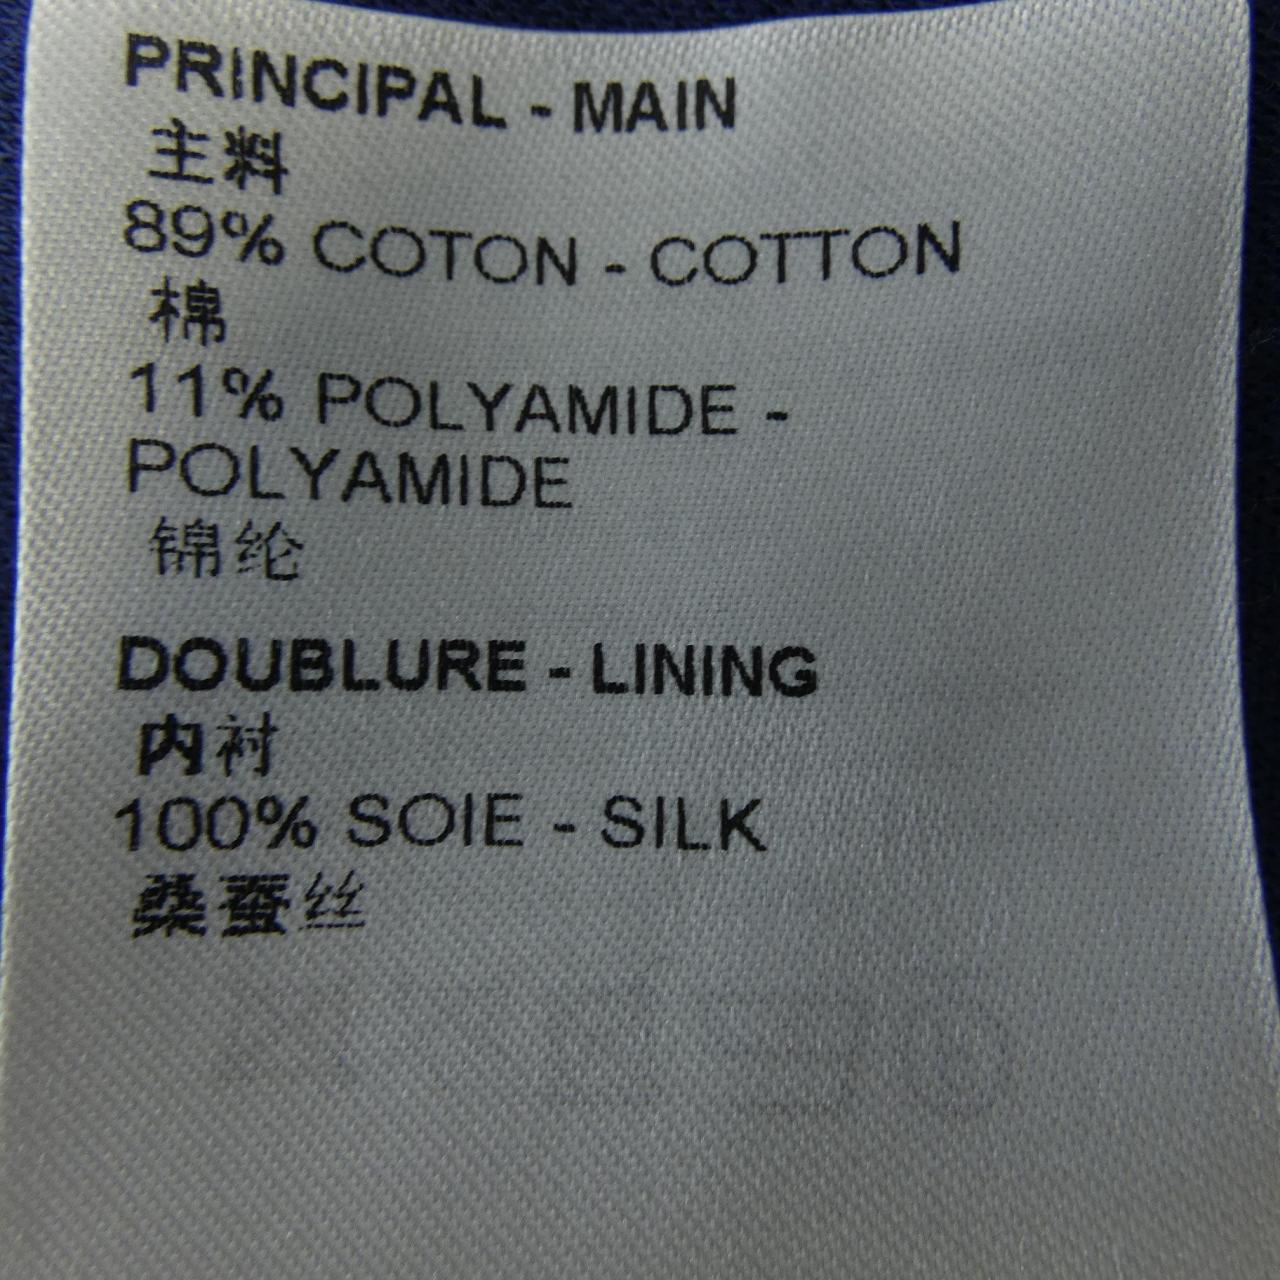 PRINCIPAL - MAIN
主料
89% COTON - COTTON
棉
11% POLYAMIDE -
POLYAMIDE
锦纶
DOUBLURE - LINING
内衬
100% SOIE - SILK
桑蚕丝